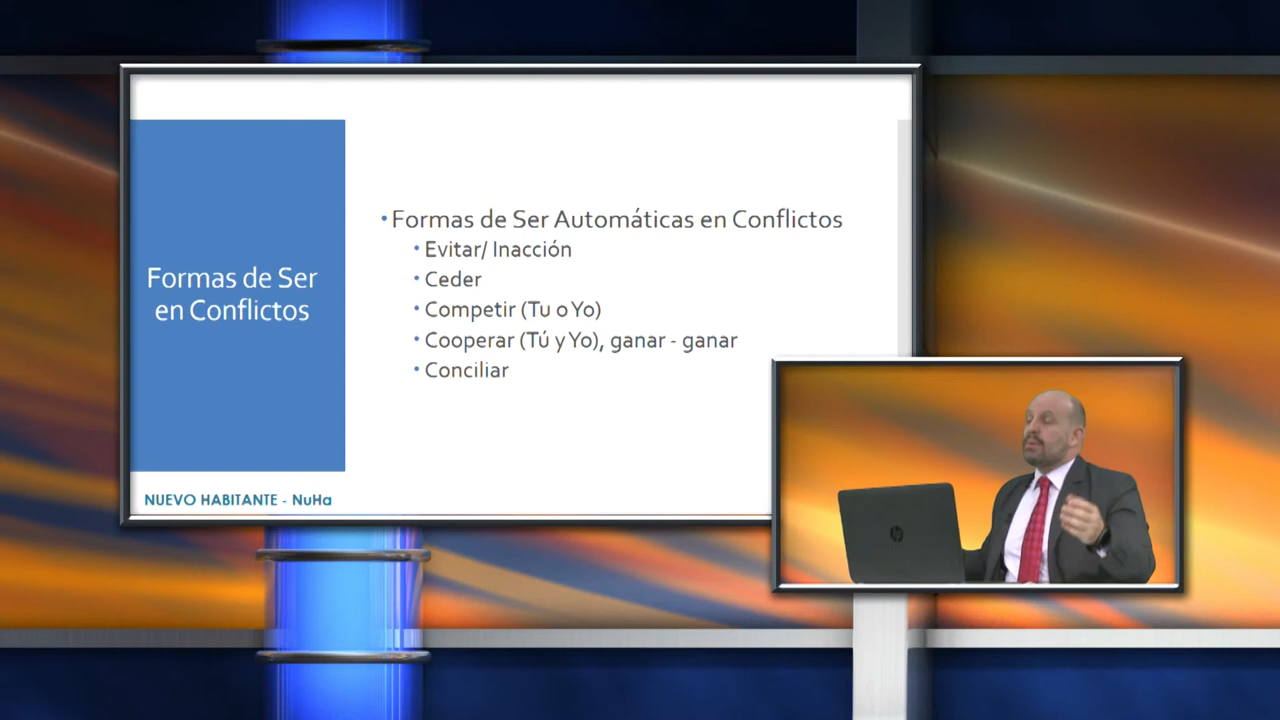 Formas de Ser
en Conflictos
• Formas de Ser Automáticas en Conflictos
• Evitar/ Inacción
• Ceder
• Competir (Tu o Yo)
• Cooperar (Tú y Yo), ganar - ganar
• Conciliar
NUEVO HABITANTE - NuHa
hp